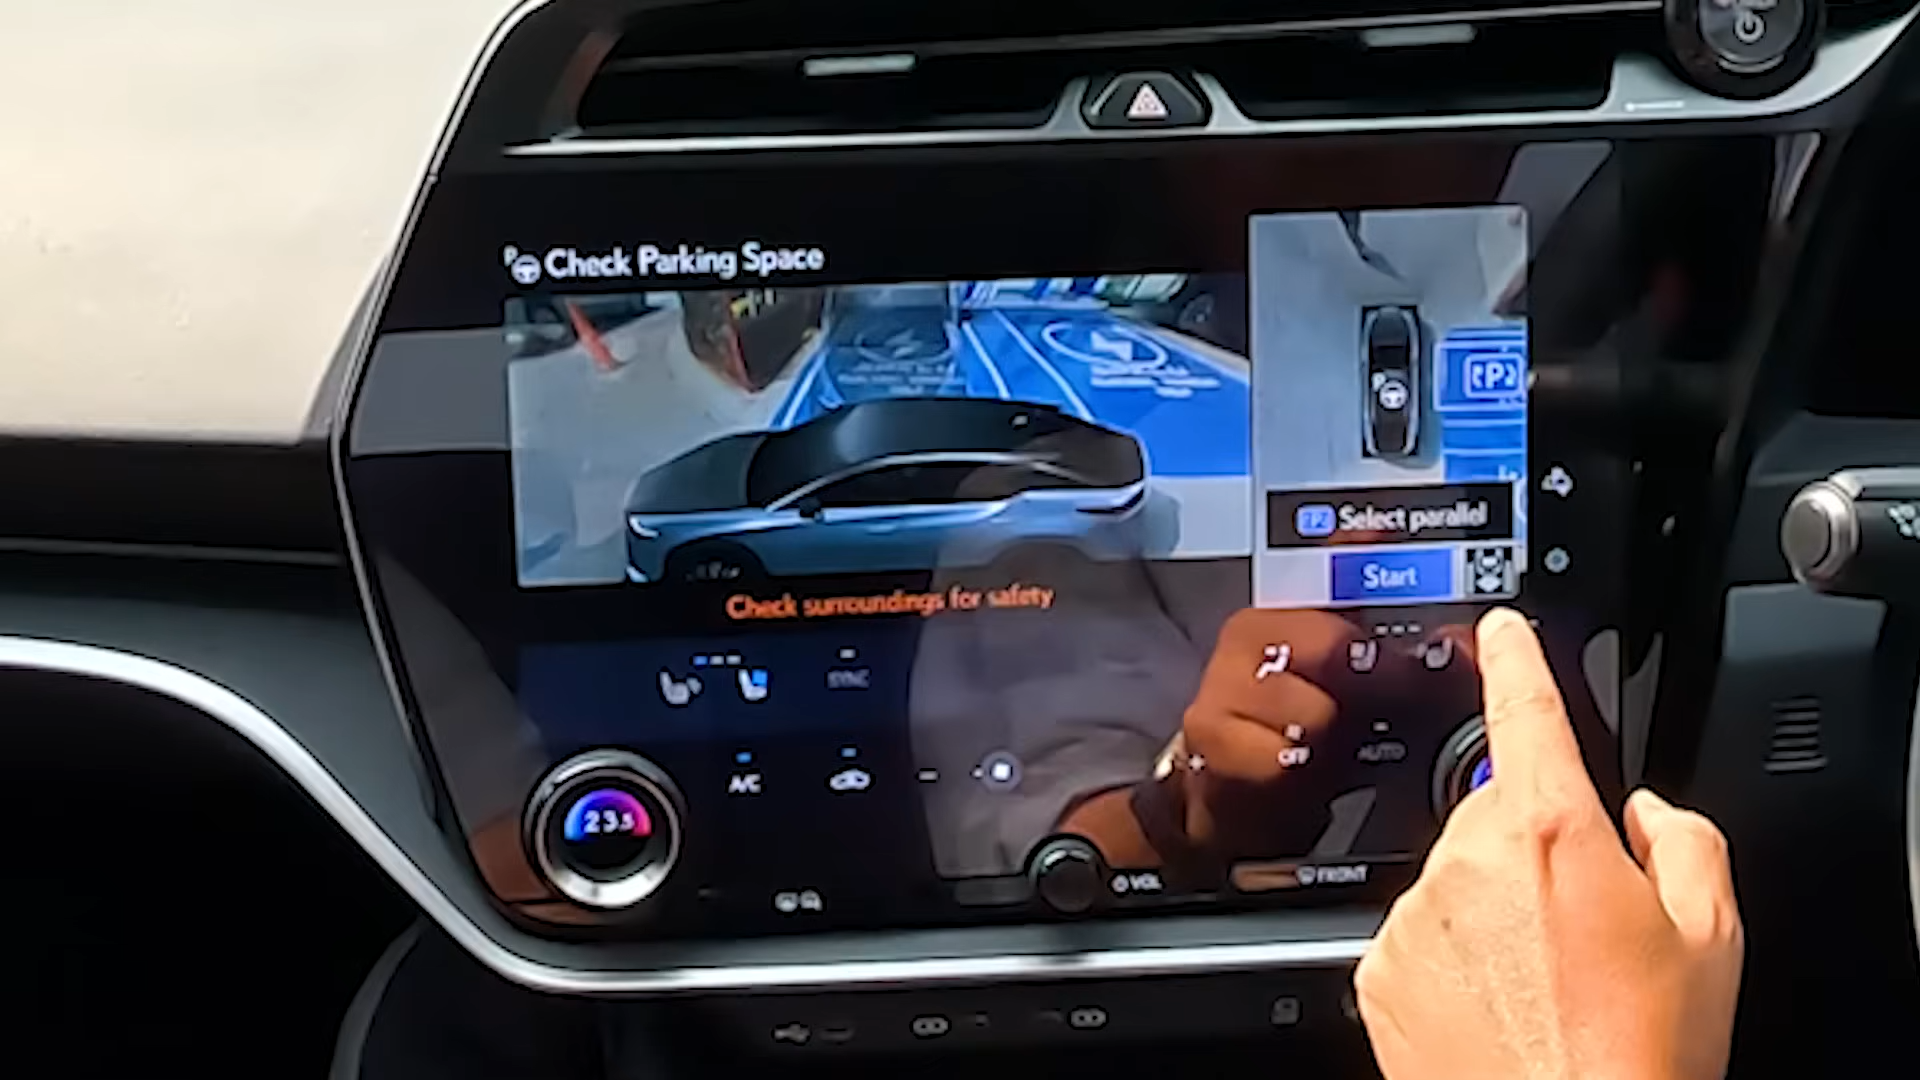 Check Parking Space
P
P
Select parallel
Start
Check surroundings for safety
SYNC
A/C
OFF
AUTO
23.5
VOL
FRONT